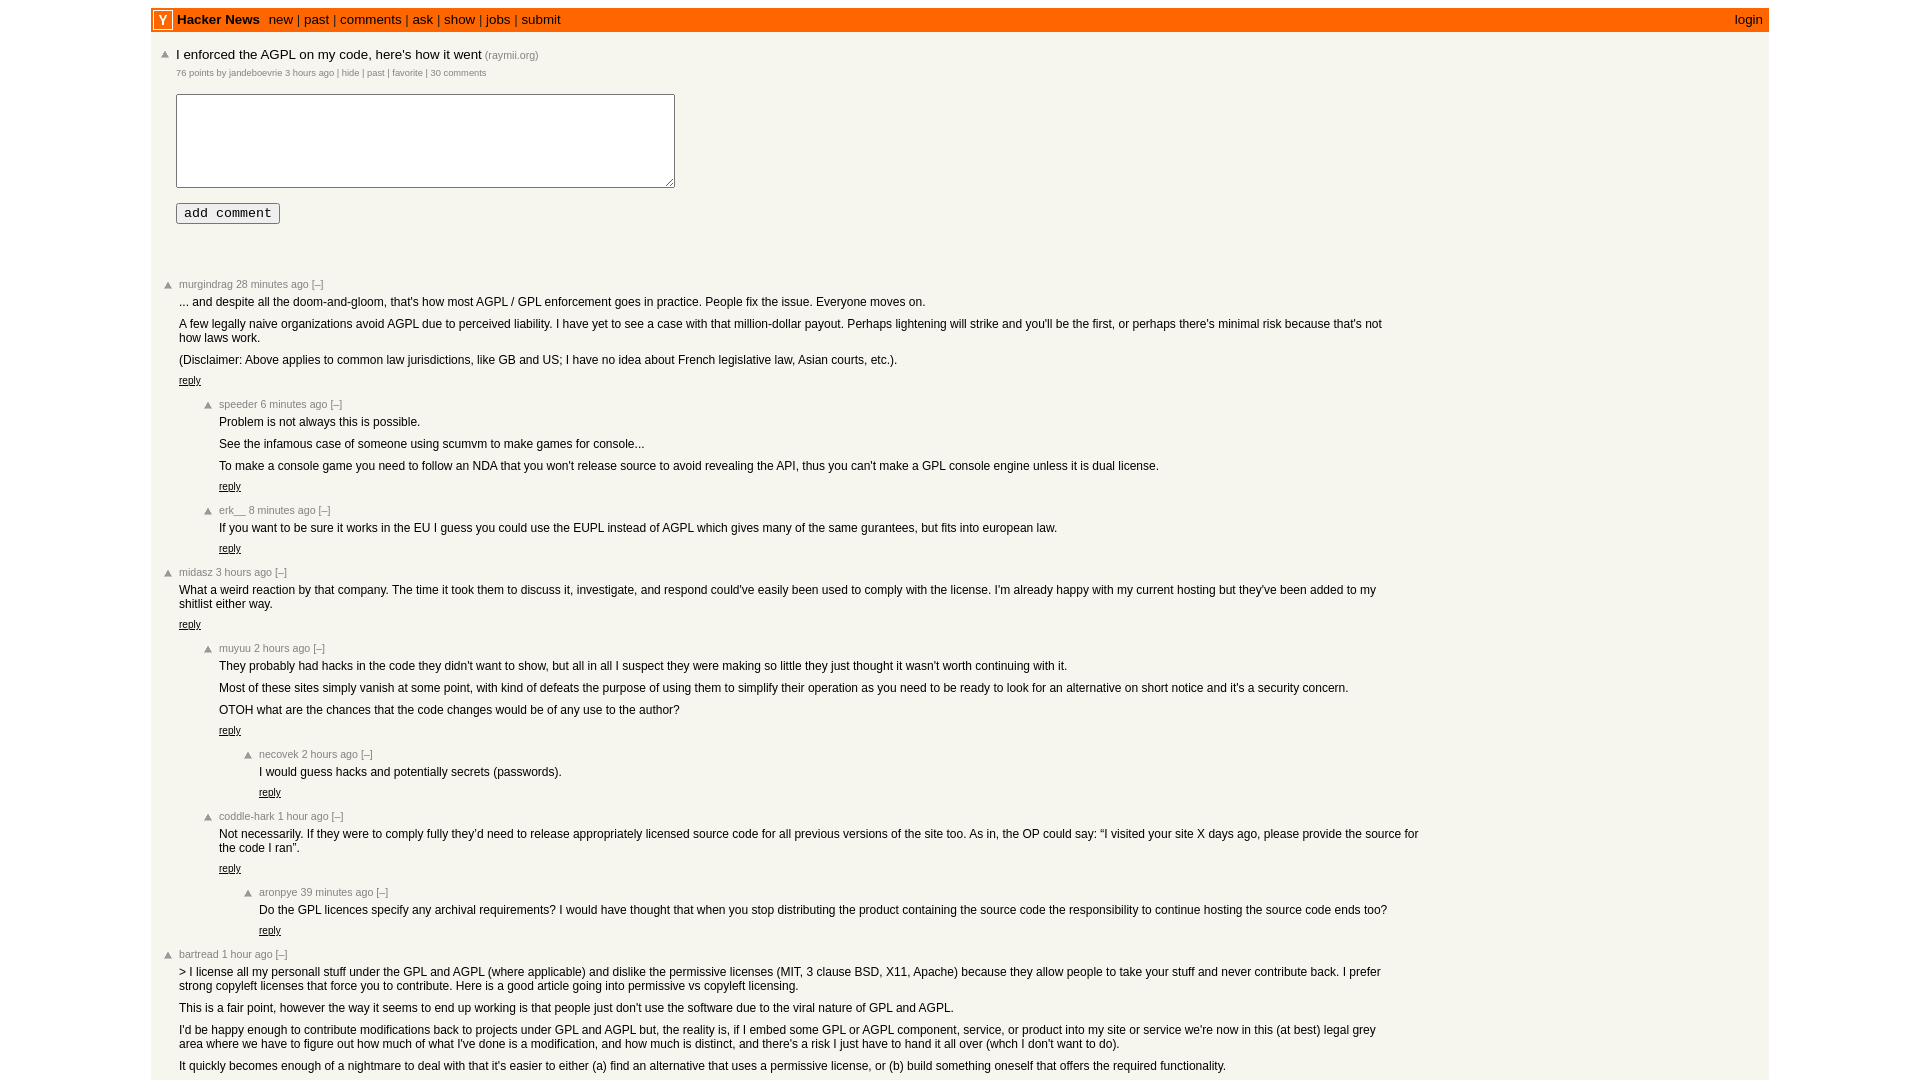 Y Hacker News new | past | comments | ask | show | jobs | submit login
I enforced the AGPL on my code, here's how it went (raymii.org)
76 points by jandeboevrie 3 hours ago | hide | past | favorite | 30 comments
add comment
murgindrag 28 minutes ago [–]
... and despite all the doom-and-gloom, that's how most AGPL / GPL enforcement goes in practice. People fix the issue. Everyone moves on.
A few legally naive organizations avoid AGPL due to perceived liability. I have yet to see a case with that million-dollar payout. Perhaps lightening will strike and you'll be the first, or perhaps there's minimal risk because that's not
how laws work.
(Disclaimer: Above applies to common law jurisdictions, like GB and US; I have no idea about French legislative law, Asian courts, etc.).
reply
speeder 6 minutes ago [–]
Problem is not always this is possible.
See the infamous case of someone using scumvm to make games for console...
To make a console game you need to follow an NDA that you won't release source to avoid revealing the API, thus you can't make a GPL console engine unless it is dual license.
reply
erk__ 8 minutes ago [–]
If you want to be sure it works in the EU I guess you could use the EUPL instead of AGPL which gives many of the same gurantees, but fits into european law.
reply
midasz 3 hours ago [–]
What a weird reaction by that company. The time it took them to discuss it, investigate, and respond could've easily been used to comply with the license. I'm already happy with my current hosting but they've been added to my
shitlist either way.
reply
muyuu 2 hours ago [–]
They probably had hacks in the code they didn't want to show, but all in all I suspect they were making so little they just thought it wasn't worth continuing with it.
Most of these sites simply vanish at some point, with kind of defeats the purpose of using them to simplify their operation as you need to be ready to look for an alternative on short notice and it's a security concern.
OTOH what are the chances that the code changes would be of any use to the author?
reply
necovek 2 hours ago [–]
I would guess hacks and potentially secrets (passwords).
reply
coddle-hark 1 hour ago [–]
Not necessarily. If they were to comply fully they’d need to release appropriately licensed source code for all previous versions of the site too. As in, the OP could say: “I visited your site X days ago, please provide the source for
the code I ran”.
reply
aronpye 39 minutes ago [–]
Do the GPL licences specify any archival requirements? I would have thought that when you stop distributing the product containing the source code the responsibility to continue hosting the source code ends too?
reply
bartread 1 hour ago [–]
> I license all my personall stuff under the GPL and AGPL (where applicable) and dislike the permissive licenses (MIT, 3 clause BSD, X11, Apache) because they allow people to take your stuff and never contribute back. I prefer
strong copyleft licenses that force you to contribute. Here is a good article going into permissive vs copyleft licensing.
This is a fair point, however the way it seems to end up working is that people just don't use the software due to the viral nature of GPL and AGPL.
I'd be happy enough to contribute modifications back to projects under GPL and AGPL but, the reality is, if I embed some GPL or AGPL component, service, or product into my site or service we're now in this (at best) legal grey
area where we have to figure out how much of what I've done is a modification, and how much is distinct, and there's a risk I just have to hand it all over (whch I don't want to do).
It quickly becomes enough of a nightmare to deal with that it's easier to either (a) find an alternative that uses a permissive license, or (b) build something oneself that offers the required functionality.